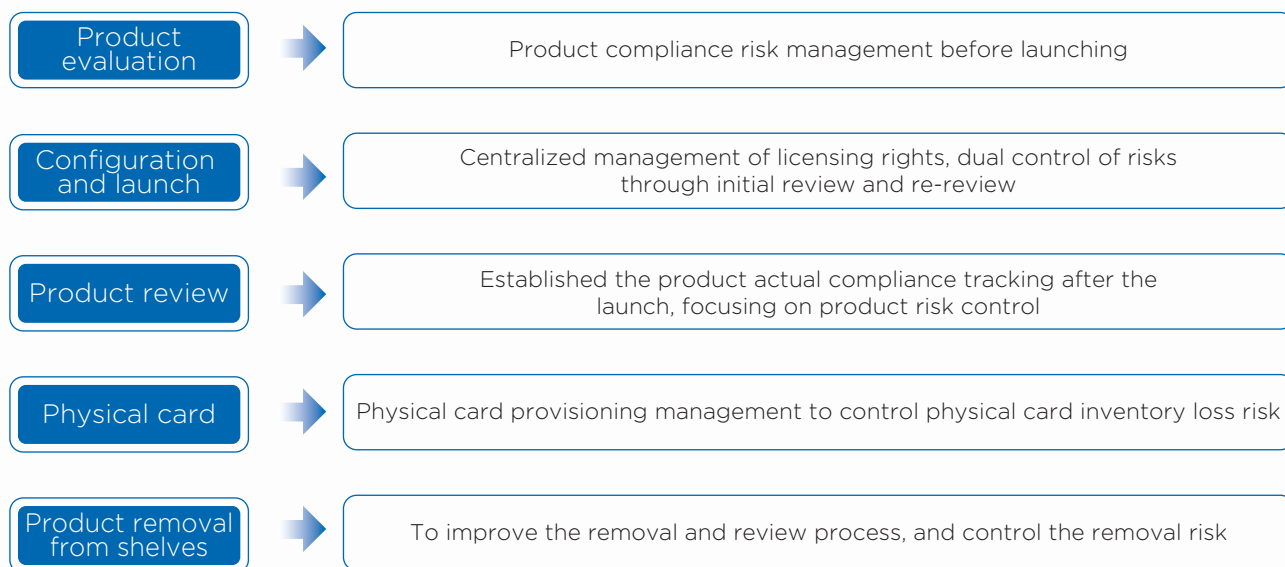 Product
evaluation
Product compliance risk management before launching
Configuration
and launch
Centralized management of licensing rights, dual control of risks
through initial review and re-review
Product review
Established the product actual compliance tracking after the
launch, focusing on product risk control
Physical card
Physical card provisioning management to control physical card inventory loss risk
Product removal
from shelves
To improve the removal and review process, and control the removal risk